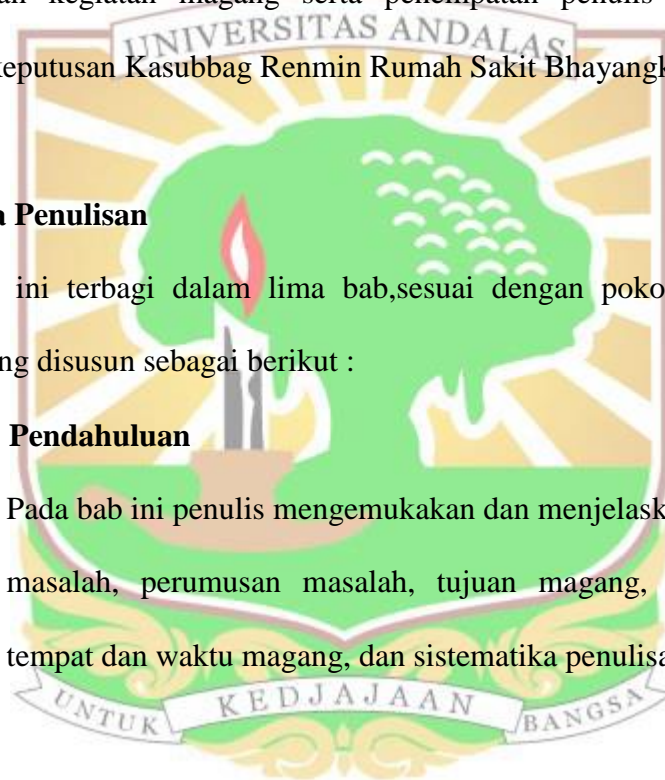 kegiatan magang serta penempatan penulis
UNIVERSITAS ANDALAS
keputusan Kasubbag Renmin Rumah Sakit Bhayangk
Penulisan
ini terbagi dalam lima bab,sesuai dengan poko
disusun sebagai berikut :
Pendahuluan
Pada bab ini penulis mengemukakan dan menjelask
masalah, perumusan masalah, tujuan magang,
tempat dan waktu magang, dan sistematika penulisa
UNTUK KEDJAJAAN BANGSA